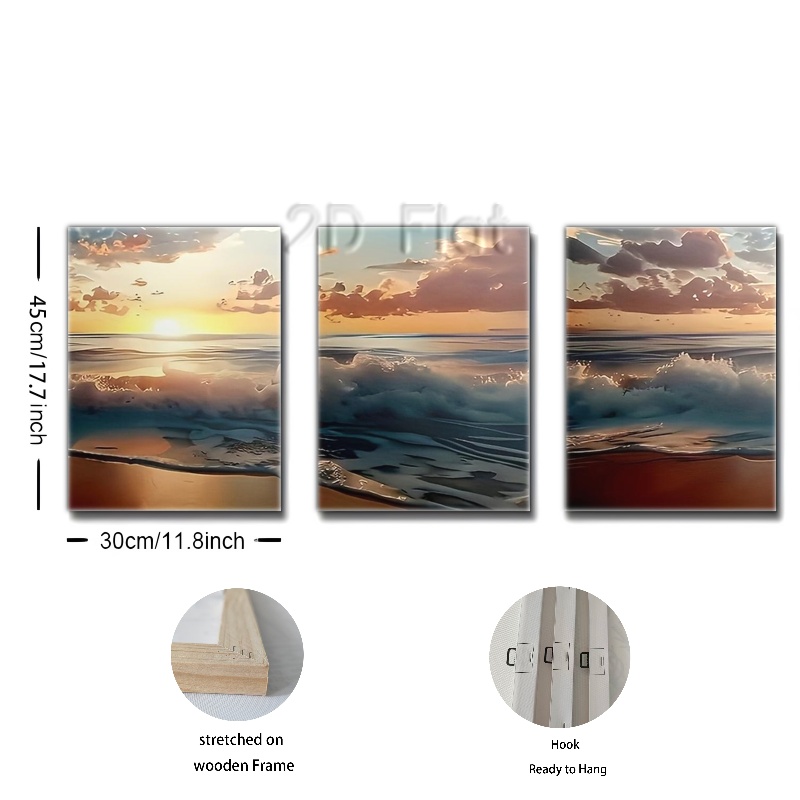 2D Flat
45cm/17.7inch
30cm/11.8inch
stretched on
wooden Frame
Hook
Ready to Hang